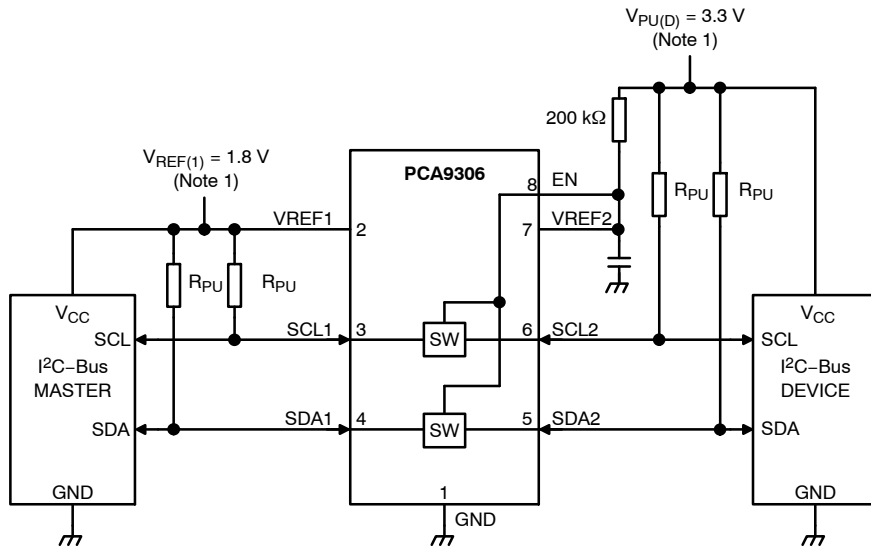 V_PU(D) = 3.3 V
(Note 1)
200 kΩ
V_REF(1) = 1.8 V
(Note 1)
PCA9306
8
EN
R_PU
R_PU
VREF1
2
7
VREF2
R_PU
R_PU
V_CC
V_CC
SCL
SCL1
3
SW
6
SCL2
SCL
I²C–Bus
MASTER
I²C–Bus
DEVICE
SDA
SDA1
4
SW
5
SDA2
SDA
GND
1
GND
GND